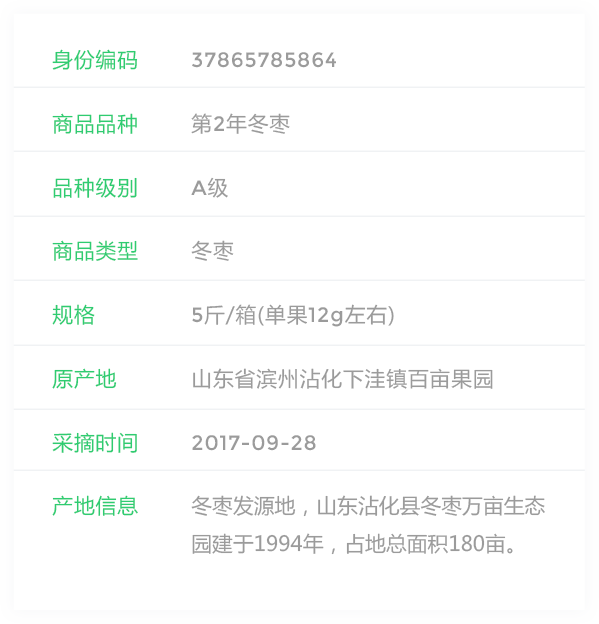 身份编码 37865785864
商品品种 第2年冬枣
品种级别 A级
商品类型 冬枣
规格 5斤/箱(单果12g左右)
原产地 山东省滨州沾化下洼镇百亩果园
采摘时间 2017-09-28
产地信息 冬枣发源地，山东沾化县冬枣万亩生态
园建于1994年，占地总面积180亩。